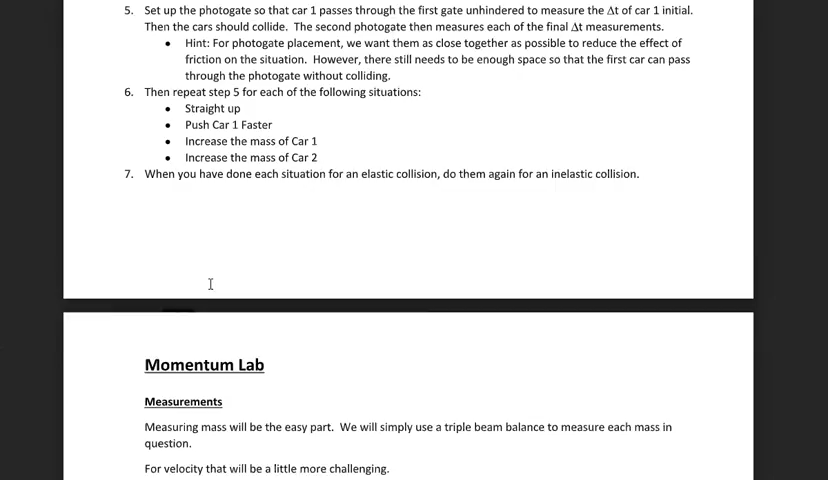 5. Set up the photogate so that car 1 passes through the first gate unhindered to measure the Δt of car 1 initial.
Then the cars should collide. The second photogate then measures each of the final Δt measurements.
• Hint: For photogate placement, we want them as close together as possible to reduce the effect of
friction on the situation. However, there still needs to be enough space so that the first car can pass
through the photogate without colliding.
6. Then repeat step 5 for each of the following situations:
• Straight up
• Push Car 1 Faster
• Increase the mass of Car 1
• Increase the mass of Car 2
7. When you have done each situation for an elastic collision, do them again for an inelastic collision.
Momentum Lab
Measurements
Measuring mass will be the easy part. We will simply use a triple beam balance to measure each mass in
question.
For velocity that will be a little more challenging.